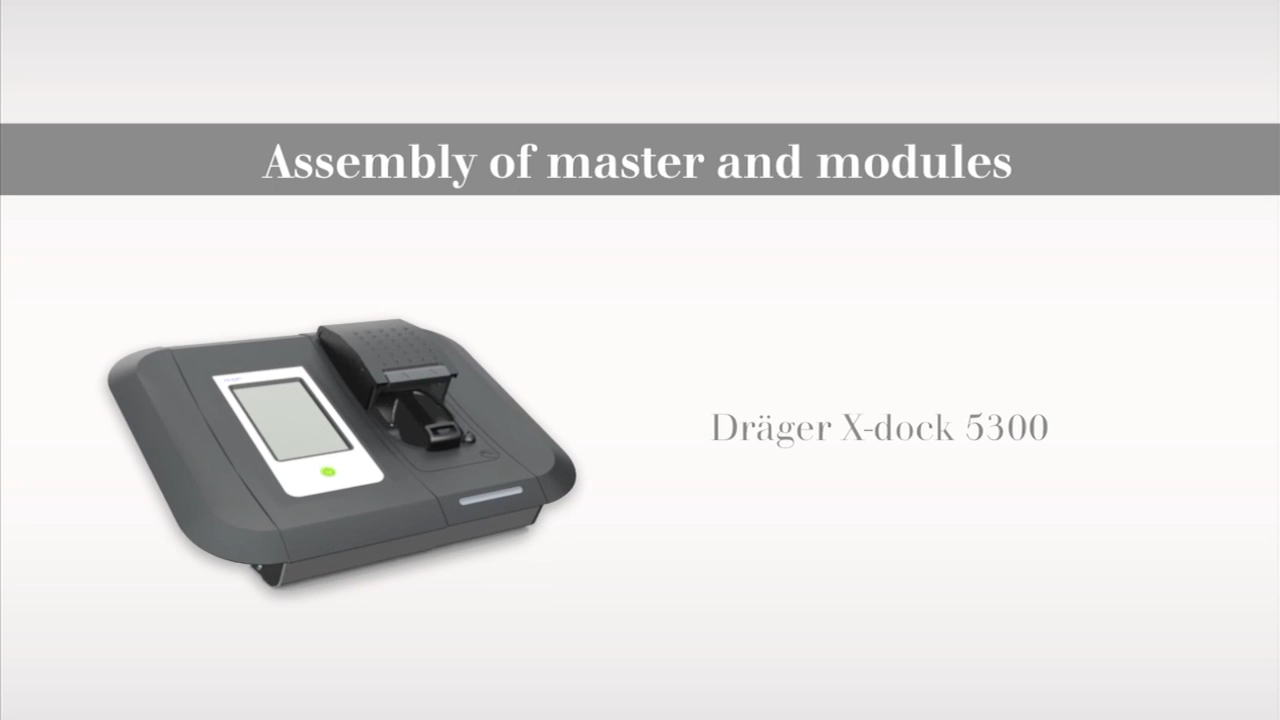 Assembly of master and modules
Dräger X-dock 5300